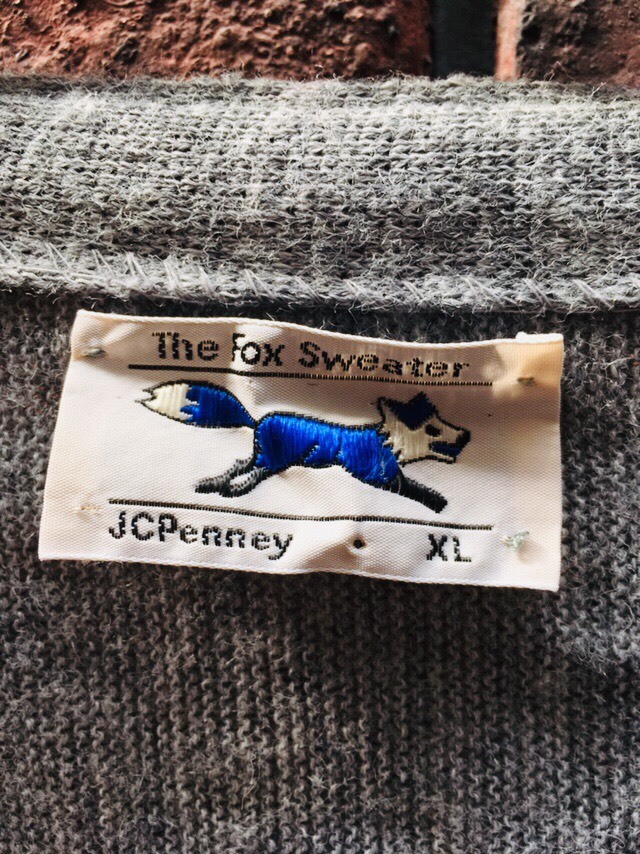 The Fox Sweater
JCPenney XL